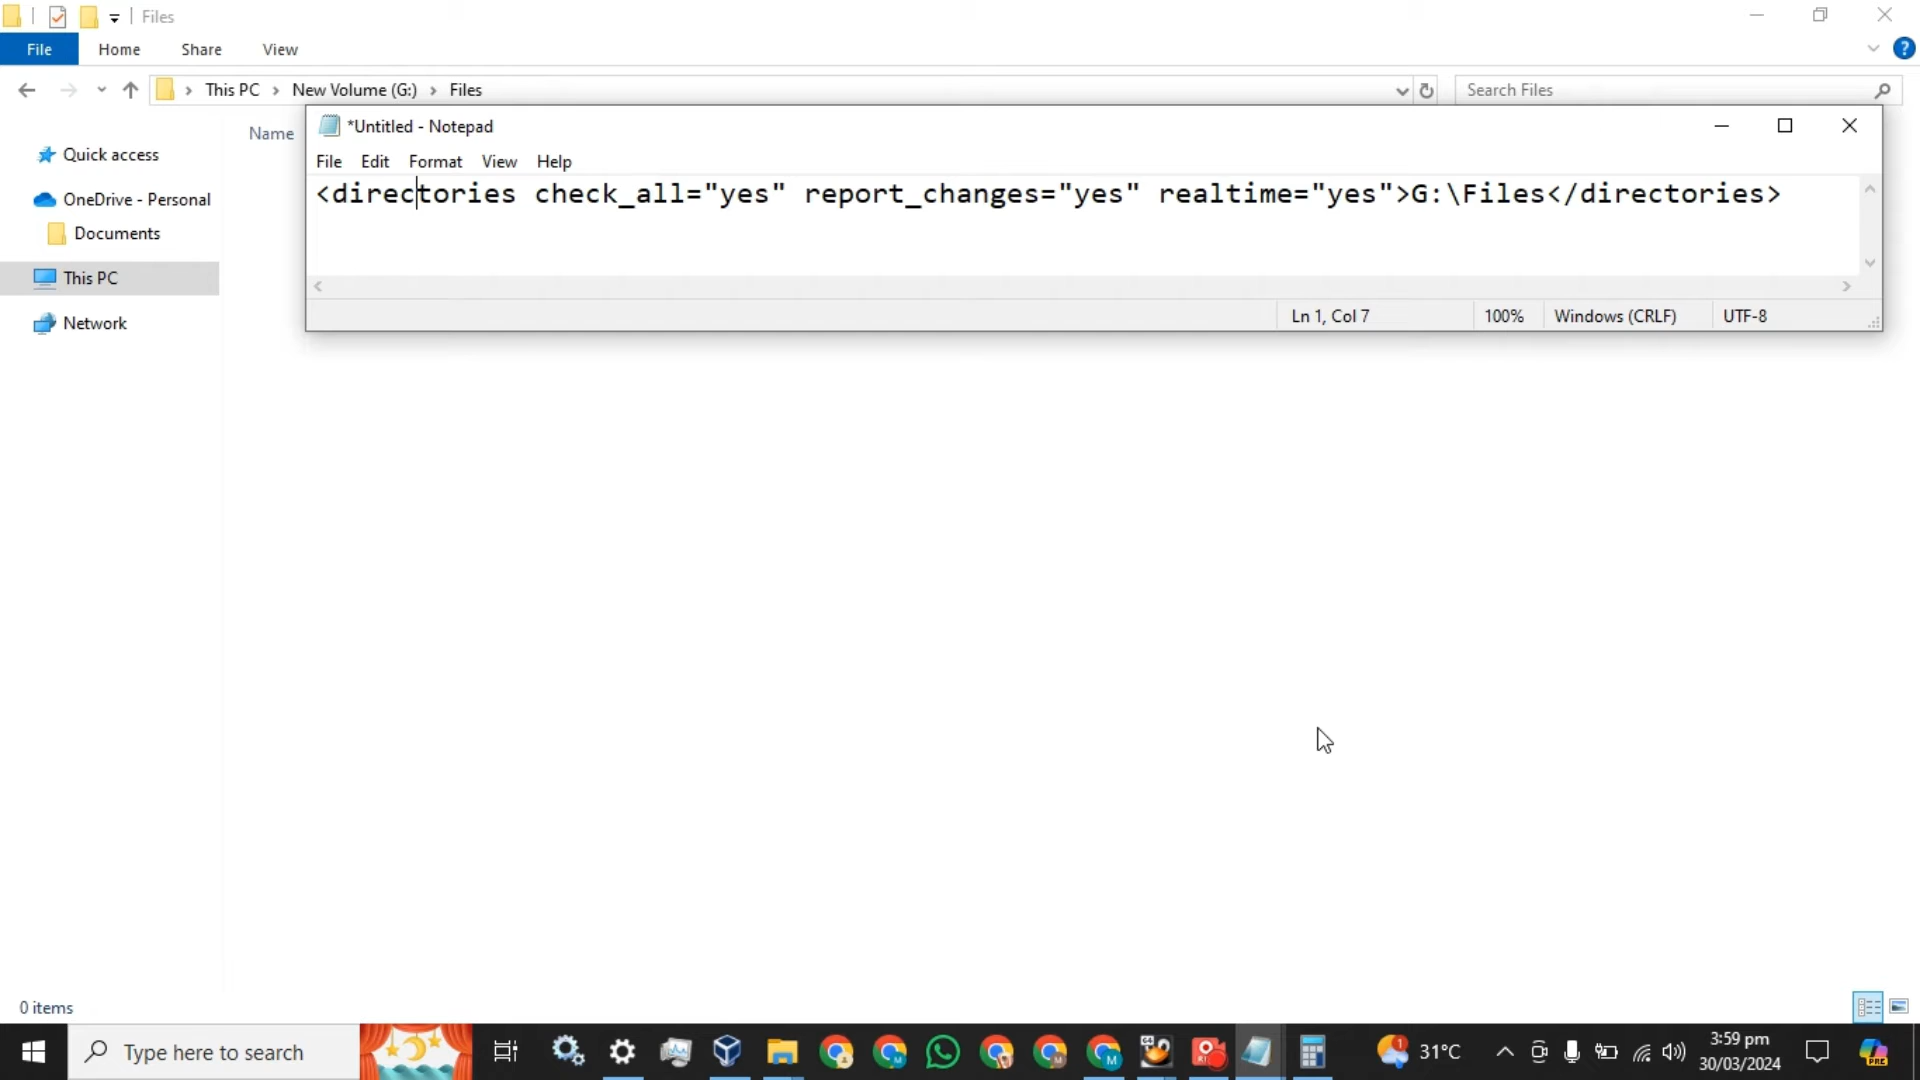 Files
File Home Share View
This PC New Volume (G:) Files
Search Files
Name
*Untitled - Notepad
Quick access
File Edit Format View Help
<directories check_all="yes" report_changes="yes" realtime="yes">G:\Files</directories>
OneDrive - Personal
Documents
This PC
Network
Ln 1, Col 7 100% Windows (CRLF) UTF-8
0 items
Type here to search
31°C
3:59 pm
30/03/2024
PRE